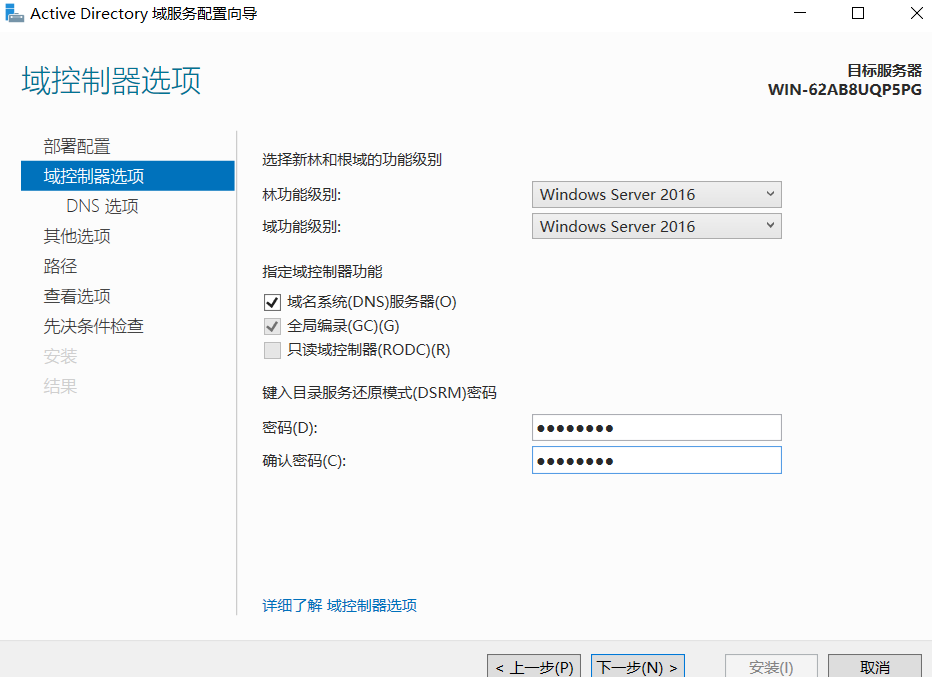 Active Directory 域服务配置向导
域控制器选项
目标服务器
WIN-62AB8UQP5PG
部署配置
域控制器选项
DNS 选项
其他选项
路径
查看选项
先决条件检查
安装
结果
选择新林和根域的功能级别
林功能级别: Windows Server 2016
域功能级别: Windows Server 2016
指定域控制器功能
域名系统(DNS)服务器(O)
全局编录(GC)(G)
只读域控制器(RODC)(R)
键入目录服务还原模式(DSRM)密码
密码(D): ●●●●●●●●
确认密码(C): ●●●●●●●●
详细了解 域控制器选项
< 上一步(P) 下一步(N) > 安装(I) 取消